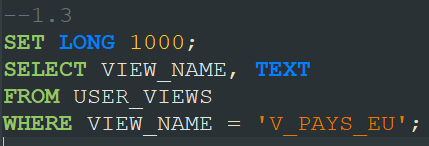 --1.3
SET LONG 1000;
SELECT VIEW_NAME, TEXT
FROM USER_VIEWS
WHERE VIEW_NAME = 'V_PAYS_EU';